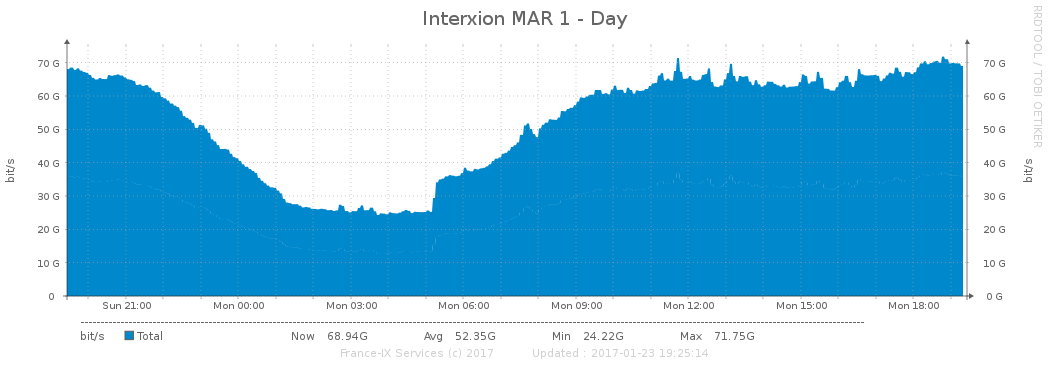 Interxion MAR 1 - Day
RRDTOOL / TOBI OETIKER
bit/s
70 G 70 G
60 G 60 G
50 G 50 G
40 G 40 G
30 G 30 G
20 G 20 G
10 G 10 G
0 0 G
bit/s
Sun 21:00 Mon 00:00 Mon 03:00 Mon 06:00 Mon 09:00 Mon 12:00 Mon 15:00 Mon 18:00
bit/s Total Now 68.94G Avg 52.35G Min 24.22G Max 71.75G
France-IX Services (c) 2017 Updated : 2017-01-23 19:25:14